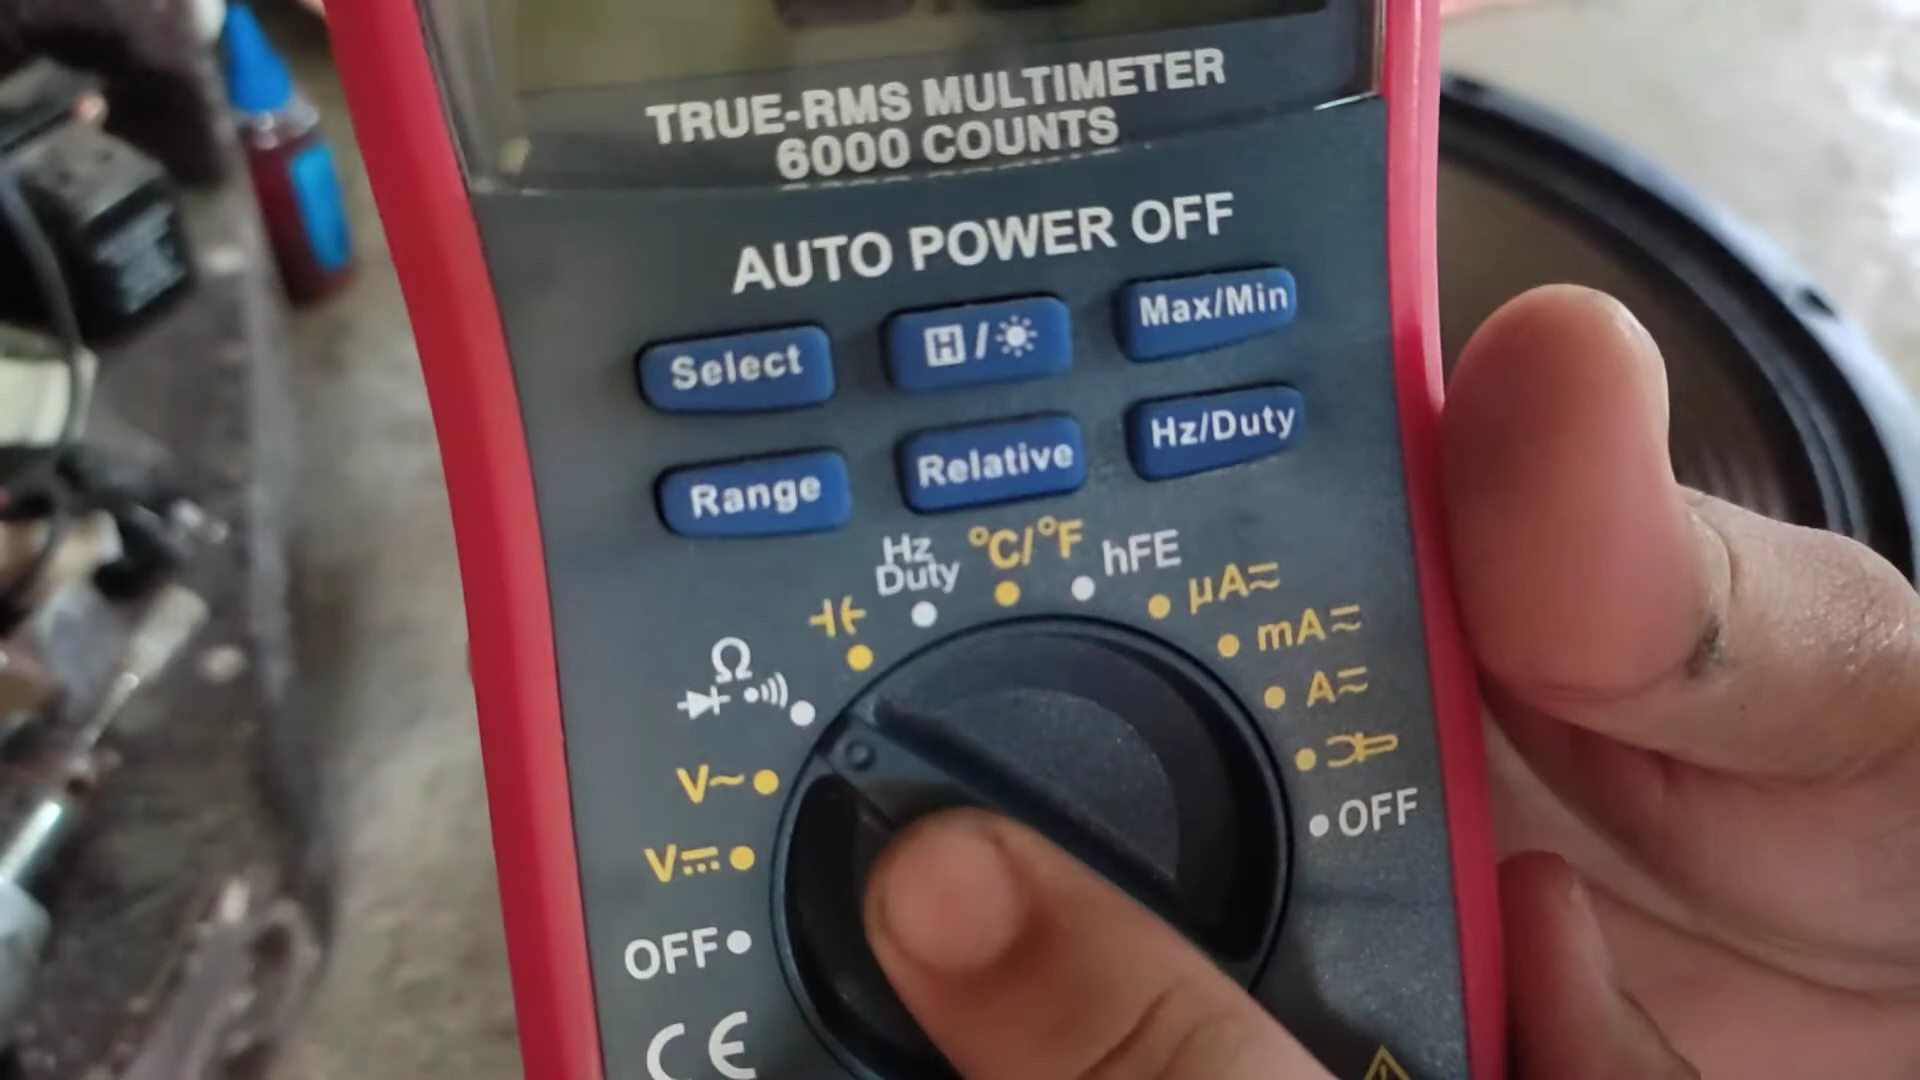 TRUE-RMS MULTIMETER
6000 COUNTS
AUTO POWER OFF
Select
H/
Max/Min
Range
Relative
Hz/Duty
Hz
Duty
°C/°F
hFE
µA
mA
A
Ω
V~
V
OFF
OFF
CE